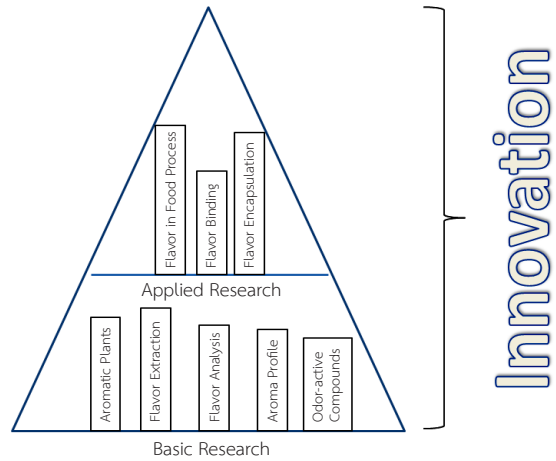 Flavor in Food Process
Flavor Binding
Flavor Encapsulation
Applied Research
Aromatic Plants
Flavor Extraction
Flavor Analysis
Aroma Profile
Odor-active
Compounds
Basic Research
Innovation